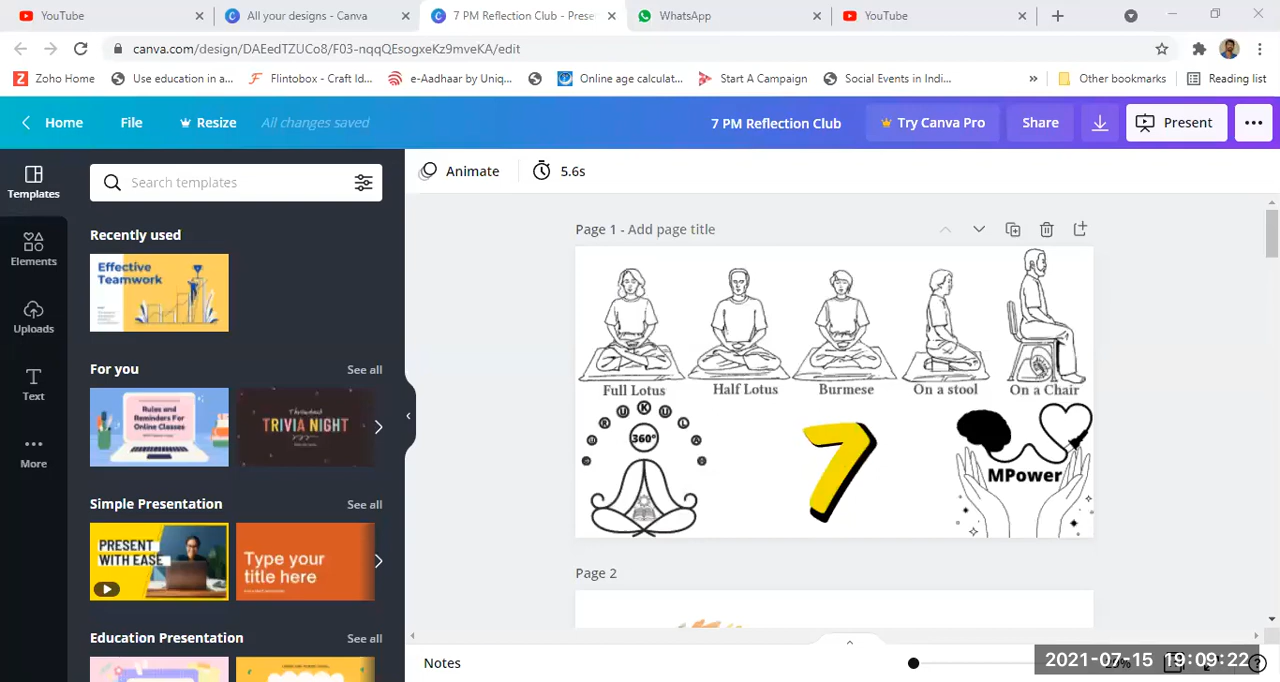 YouTube
All your designs - Canva
7 PM Reflection Club - Prese
WhatsApp
YouTube
canva.com/design/DAEedTZUCo8/F03-nqqQEsogxeKz9mveKA/edit
Zoho Home
Use education in a...
Flintobox - Craft Id...
e-Aadhar by Uniq...
Online age calculat...
Start A Campaign
Social Events in Indi...
»
Other bookmarks
Reading list
Home
File
Resize
All changes saved
7 PM Reflection Club
Try Canva Pro
Share
Present
Templates
Elements
Uploads
Text
More
Search templates
Recently used
Effective
Teamwork
For you
See all
Rules and
Reminders For
Online Classes
TRIVIA NIGHT
Simple Presentation
See all
PRESENT
WITH EASE
Type your
title here
Education Presentation
See all
Animate
5.6s
Page 1 - Add page title
Full Lotus
Half Lotus
Burmese
On a stool
On a Chair
G U R U K U L A
360°
7
MPower
Page 2
Notes
2021-07-15 19:09:22